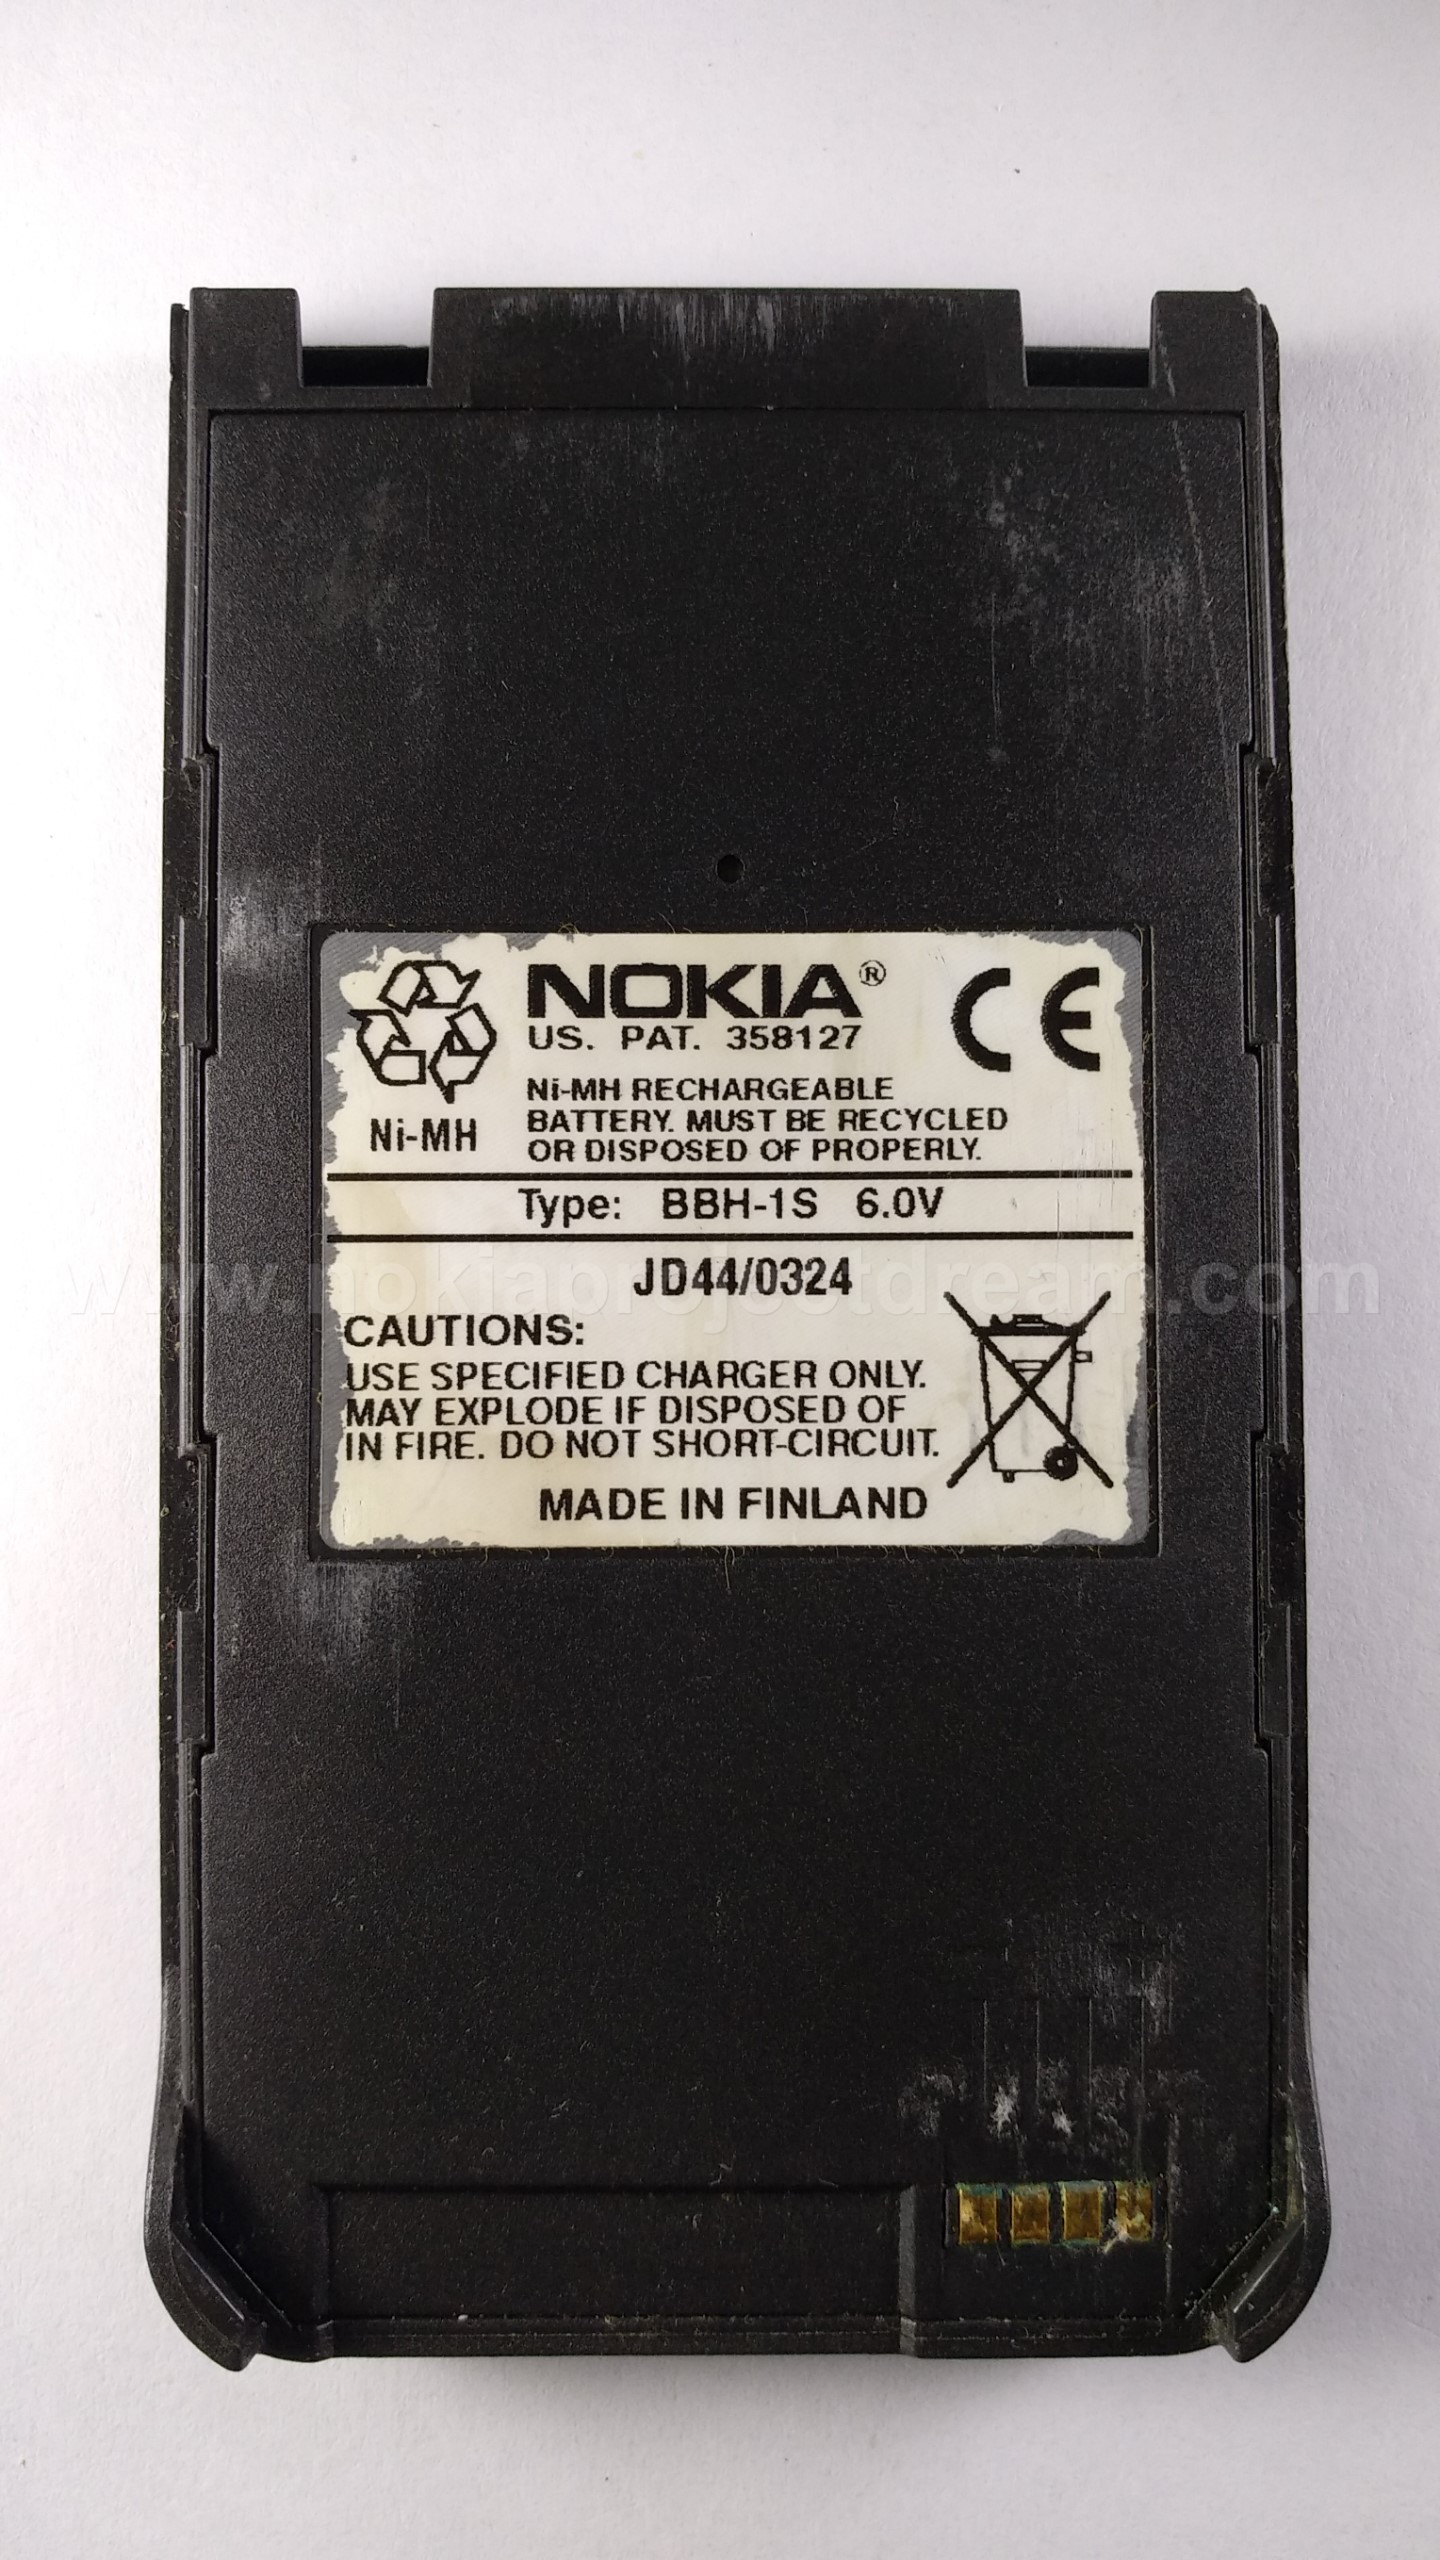 NOKIA®
US. PAT. 358127
Ni-MH RECHARGEABLE
BATTERY. MUST BE RECYCLED
OR DISPOSED OF PROPERLY.
Ni-MH
CE
Type: BBH-1S 6.0V
www.nokiaprojectdream.com
JD44/0324
CAUTIONS:
USE SPECIFIED CHARGER ONLY.
MAY EXPLODE IF DISPOSED OF
IN FIRE. DO NOT SHORT-CIRCUIT.
MADE IN FINLAND